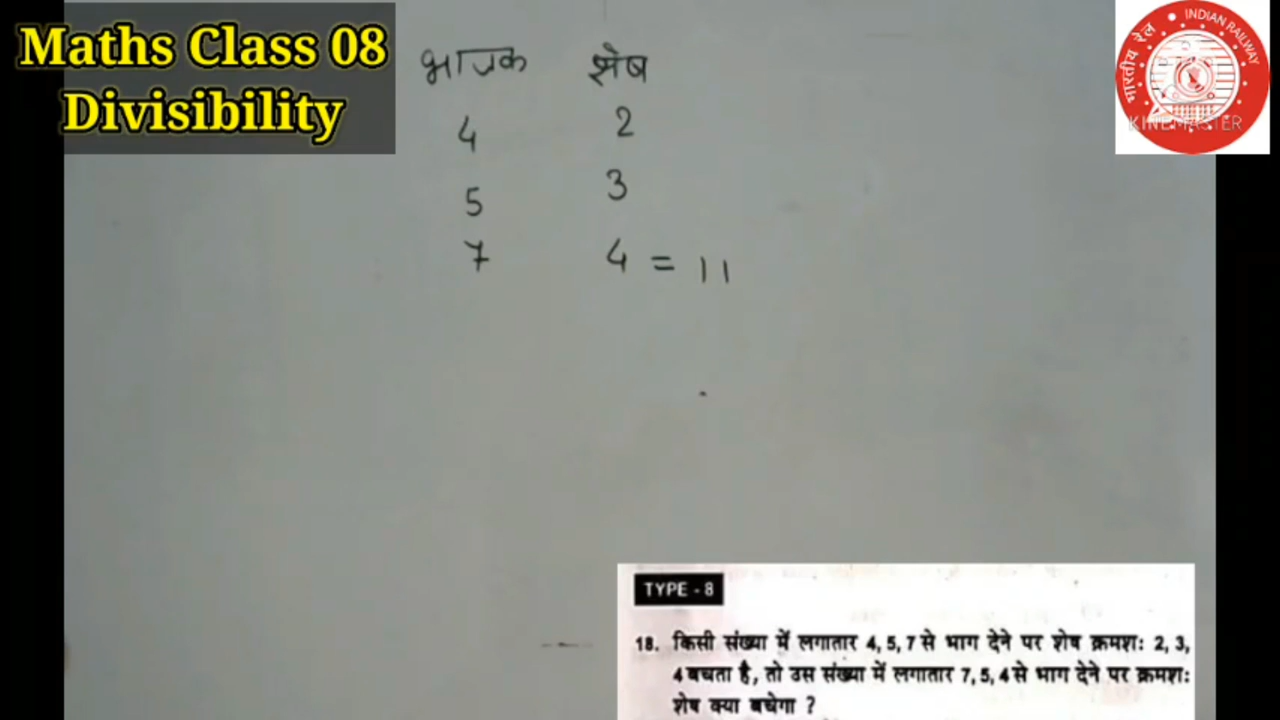 Maths Class 08
Divisibility
भाजक शेष
4 2
5 3
7 4 = 11
भारतीय रेल INDIAN RAILWAY
KINEMASTER
TYPE - 8
18. किसी संख्या में लगातार 4, 5, 7 से भाग देने पर शेष क्रमशः 2, 3,
4 बचता है, तो उस संख्या में लगातार 7, 5, 4 से भाग देने पर क्रमशः
शेष क्या बचेगा ?